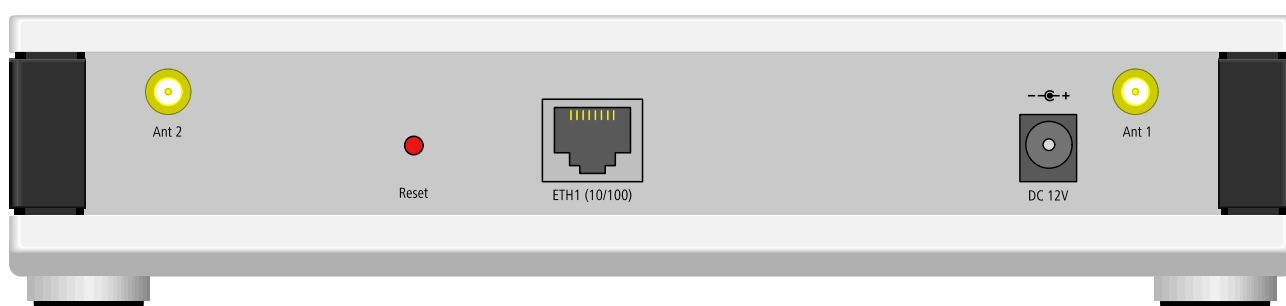 Ant 2
Reset
ETH1 (10/100)
DC 12V
Ant 1